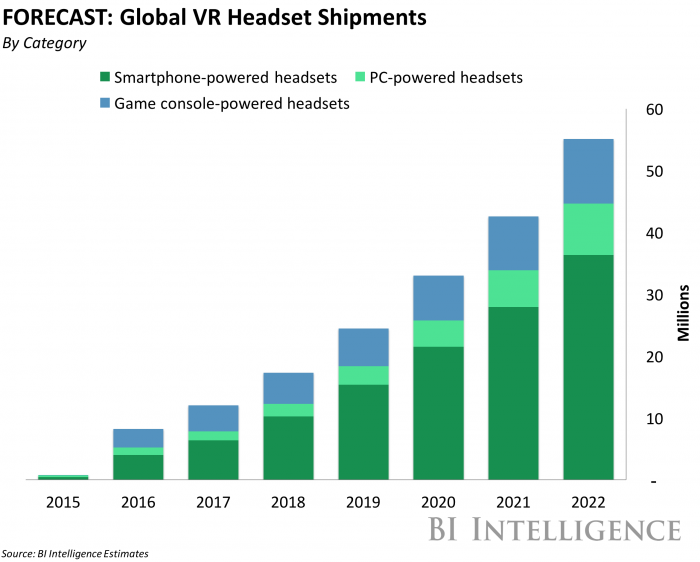 FORECAST: Global VR Headset Shipments
By Category
Smartphone-powered headsets PC-powered headsets
Game console-powered headsets
60
50
40
30
20
10
-
Millions
2015 2016 2017 2018 2019 2020 2021 2022
BI INTELLIGENCE
Source: BI Intelligence Estimates